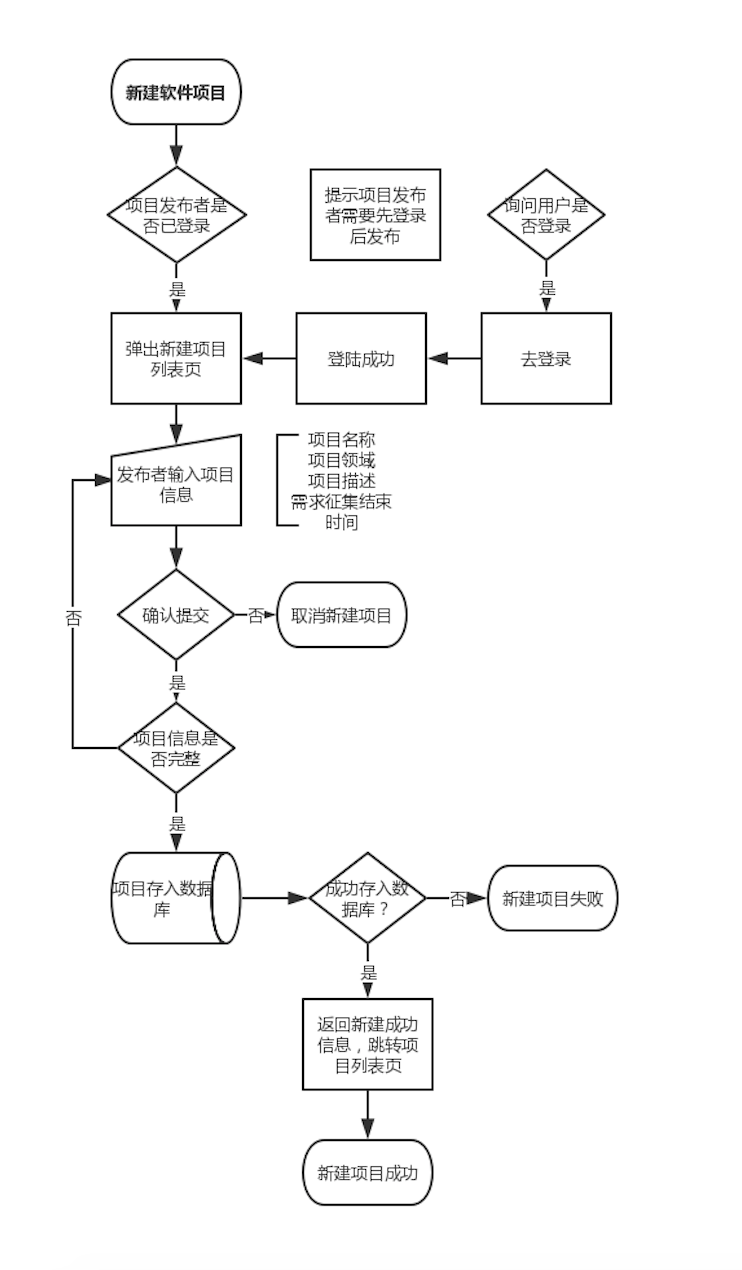 新建软件项目
项目发布者是
否已登录
提示项目发布
者需要先登录
后发布
询问用户是
否登录
是
是
弹出新建项目
列表页
登陆成功
去登录
发布者输入项目
信息
项目名称
项目领域
项目描述
需求征集结束
时间
否
确认提交
否
取消新建项目
是
项目信息是
否完整
是
项目存入数据
库
成功存入数
据库？
否
新建项目失败
是
返回新建成功
信息，跳转项
目列表页
新建项目成功